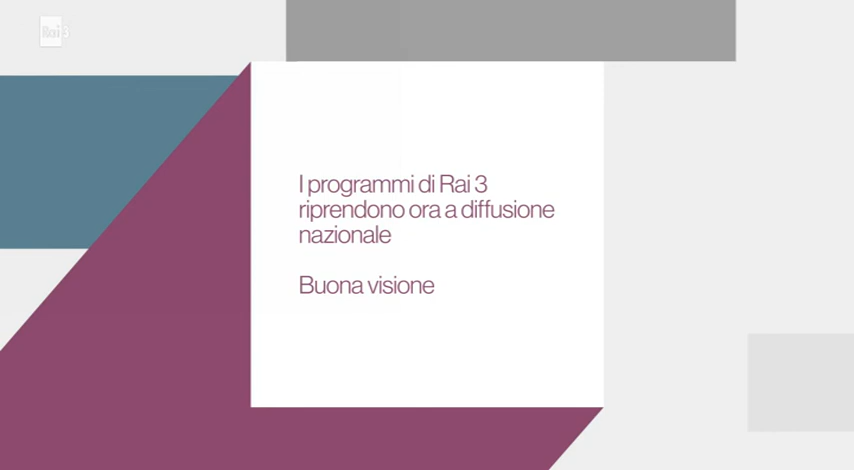 Rai 3
I programmi di Rai 3
riprendono ora a diffusione
nazionale
Buona visione